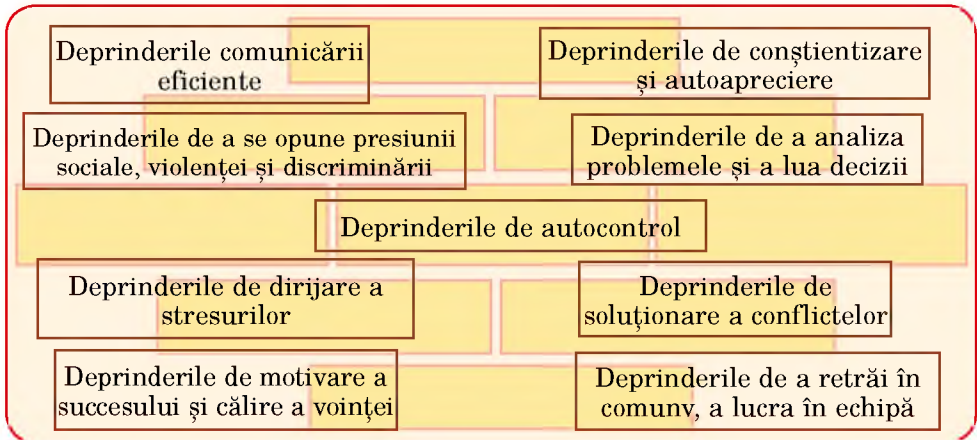 Deprinderile comunicării
eficiente
Deprinderile de conștientizare
și autoapreciere
Deprinderile de a se opune presiunii
sociale, violenței și discriminării
Deprinderile de a analiza
problemele și a lua decizii
Deprinderile de autocontrol
Deprinderile de dirijare a
stresurilor
Deprinderile de
soluționare a conflictelor
Deprinderile de motivare a
succesului și călire a voinței
Deprinderile de a retrăi în
comunv, a lucra în echipă